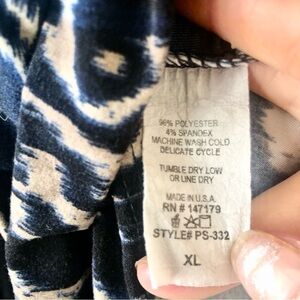 96% POLYESTER
4% SPANDEX
MACHINE WASH COLD
DELICATE CYCLE
TUMBLE DRY LOW
OR LINE DRY
MADE IN U.S.A.
RN # 147179
STYLE# PS-332
XL